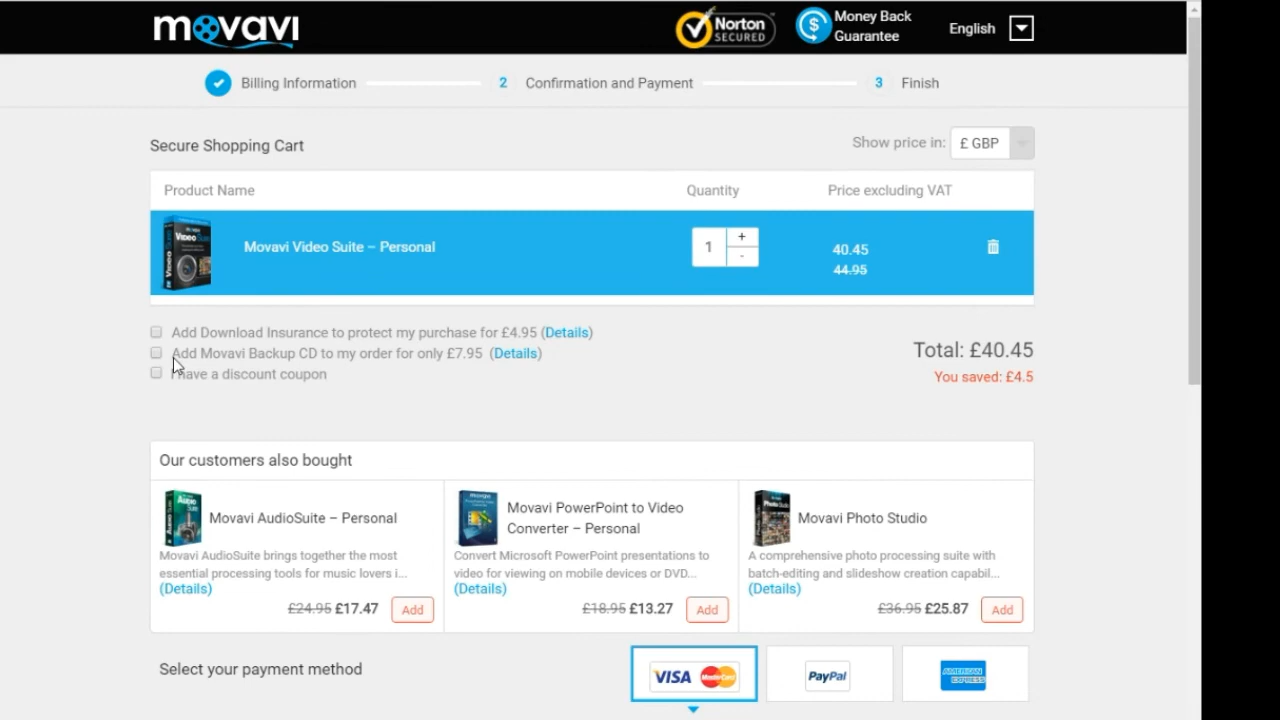 movavi
Norton
SECURED
Money Back
Guarantee
English
Billing Information
2
Confirmation and Payment
3
Finish
Secure Shopping Cart
Show price in:
£ GBP
Product Name
Quantity
Price excluding VAT
Video Suite
Movavi Video Suite – Personal
1
+
-
40.45
44.95
Add Download Insurance to protect my purchase for £4.95 (Details)
Add Movavi Backup CD to my order for only £7.95 (Details)
I have a discount coupon
Total: £40.45
You saved: £4.5
Our customers also bought
Movavi AudioSuite – Personal
Movavi AudioSuite brings together the most
essential processing tools for music lovers i...
(Details)
£24.95 £17.47
Add
Movavi PowerPoint to Video
Converter – Personal
Convert Microsoft PowerPoint presentations to
video for viewing on mobile devices or DVD...
(Details)
£18.95 £13.27
Add
Movavi Photo Studio
A comprehensive photo processing suite with
batch-editing and slideshow creation capabil...
(Details)
£36.95 £25.87
Add
Select your payment method
VISA
MasterCard
PayPal
AMERICAN
EXPRESS